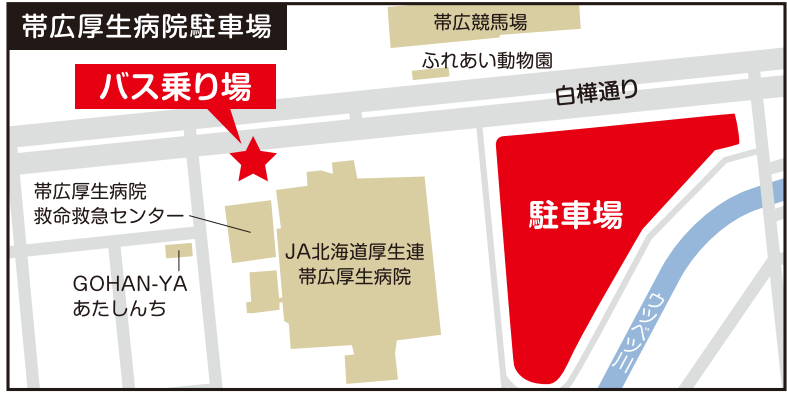 帯広厚生病院駐車場
帯広競馬場
ふれあい動物園
バス乗り場
白樺通り
帯広厚生病院
救命救急センター
駐車場
JA北海道厚生連
帯広厚生病院
GOHAN-YA
あたしんち
ウツベツ川